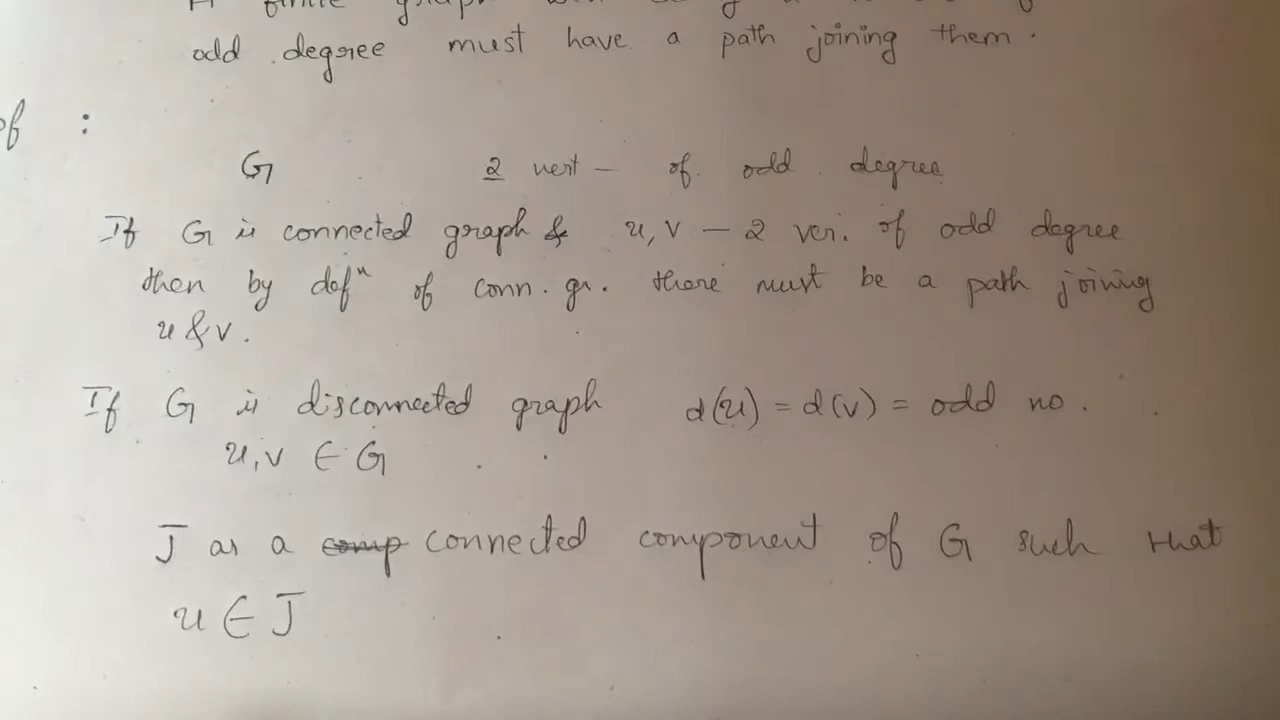 A finite graph
odd degree must have a path joining them.
of :
G 2 vert - of odd degree
If G is connected graph & u, v - 2 ver. of odd degree
then by defⁿ of conn. gr. there must be a path joining
u & v.
If G is disconnected graph d(u) = d(v) = odd no.
u, v ∈ G
J as a comp connected component of G such that
u ∈ J